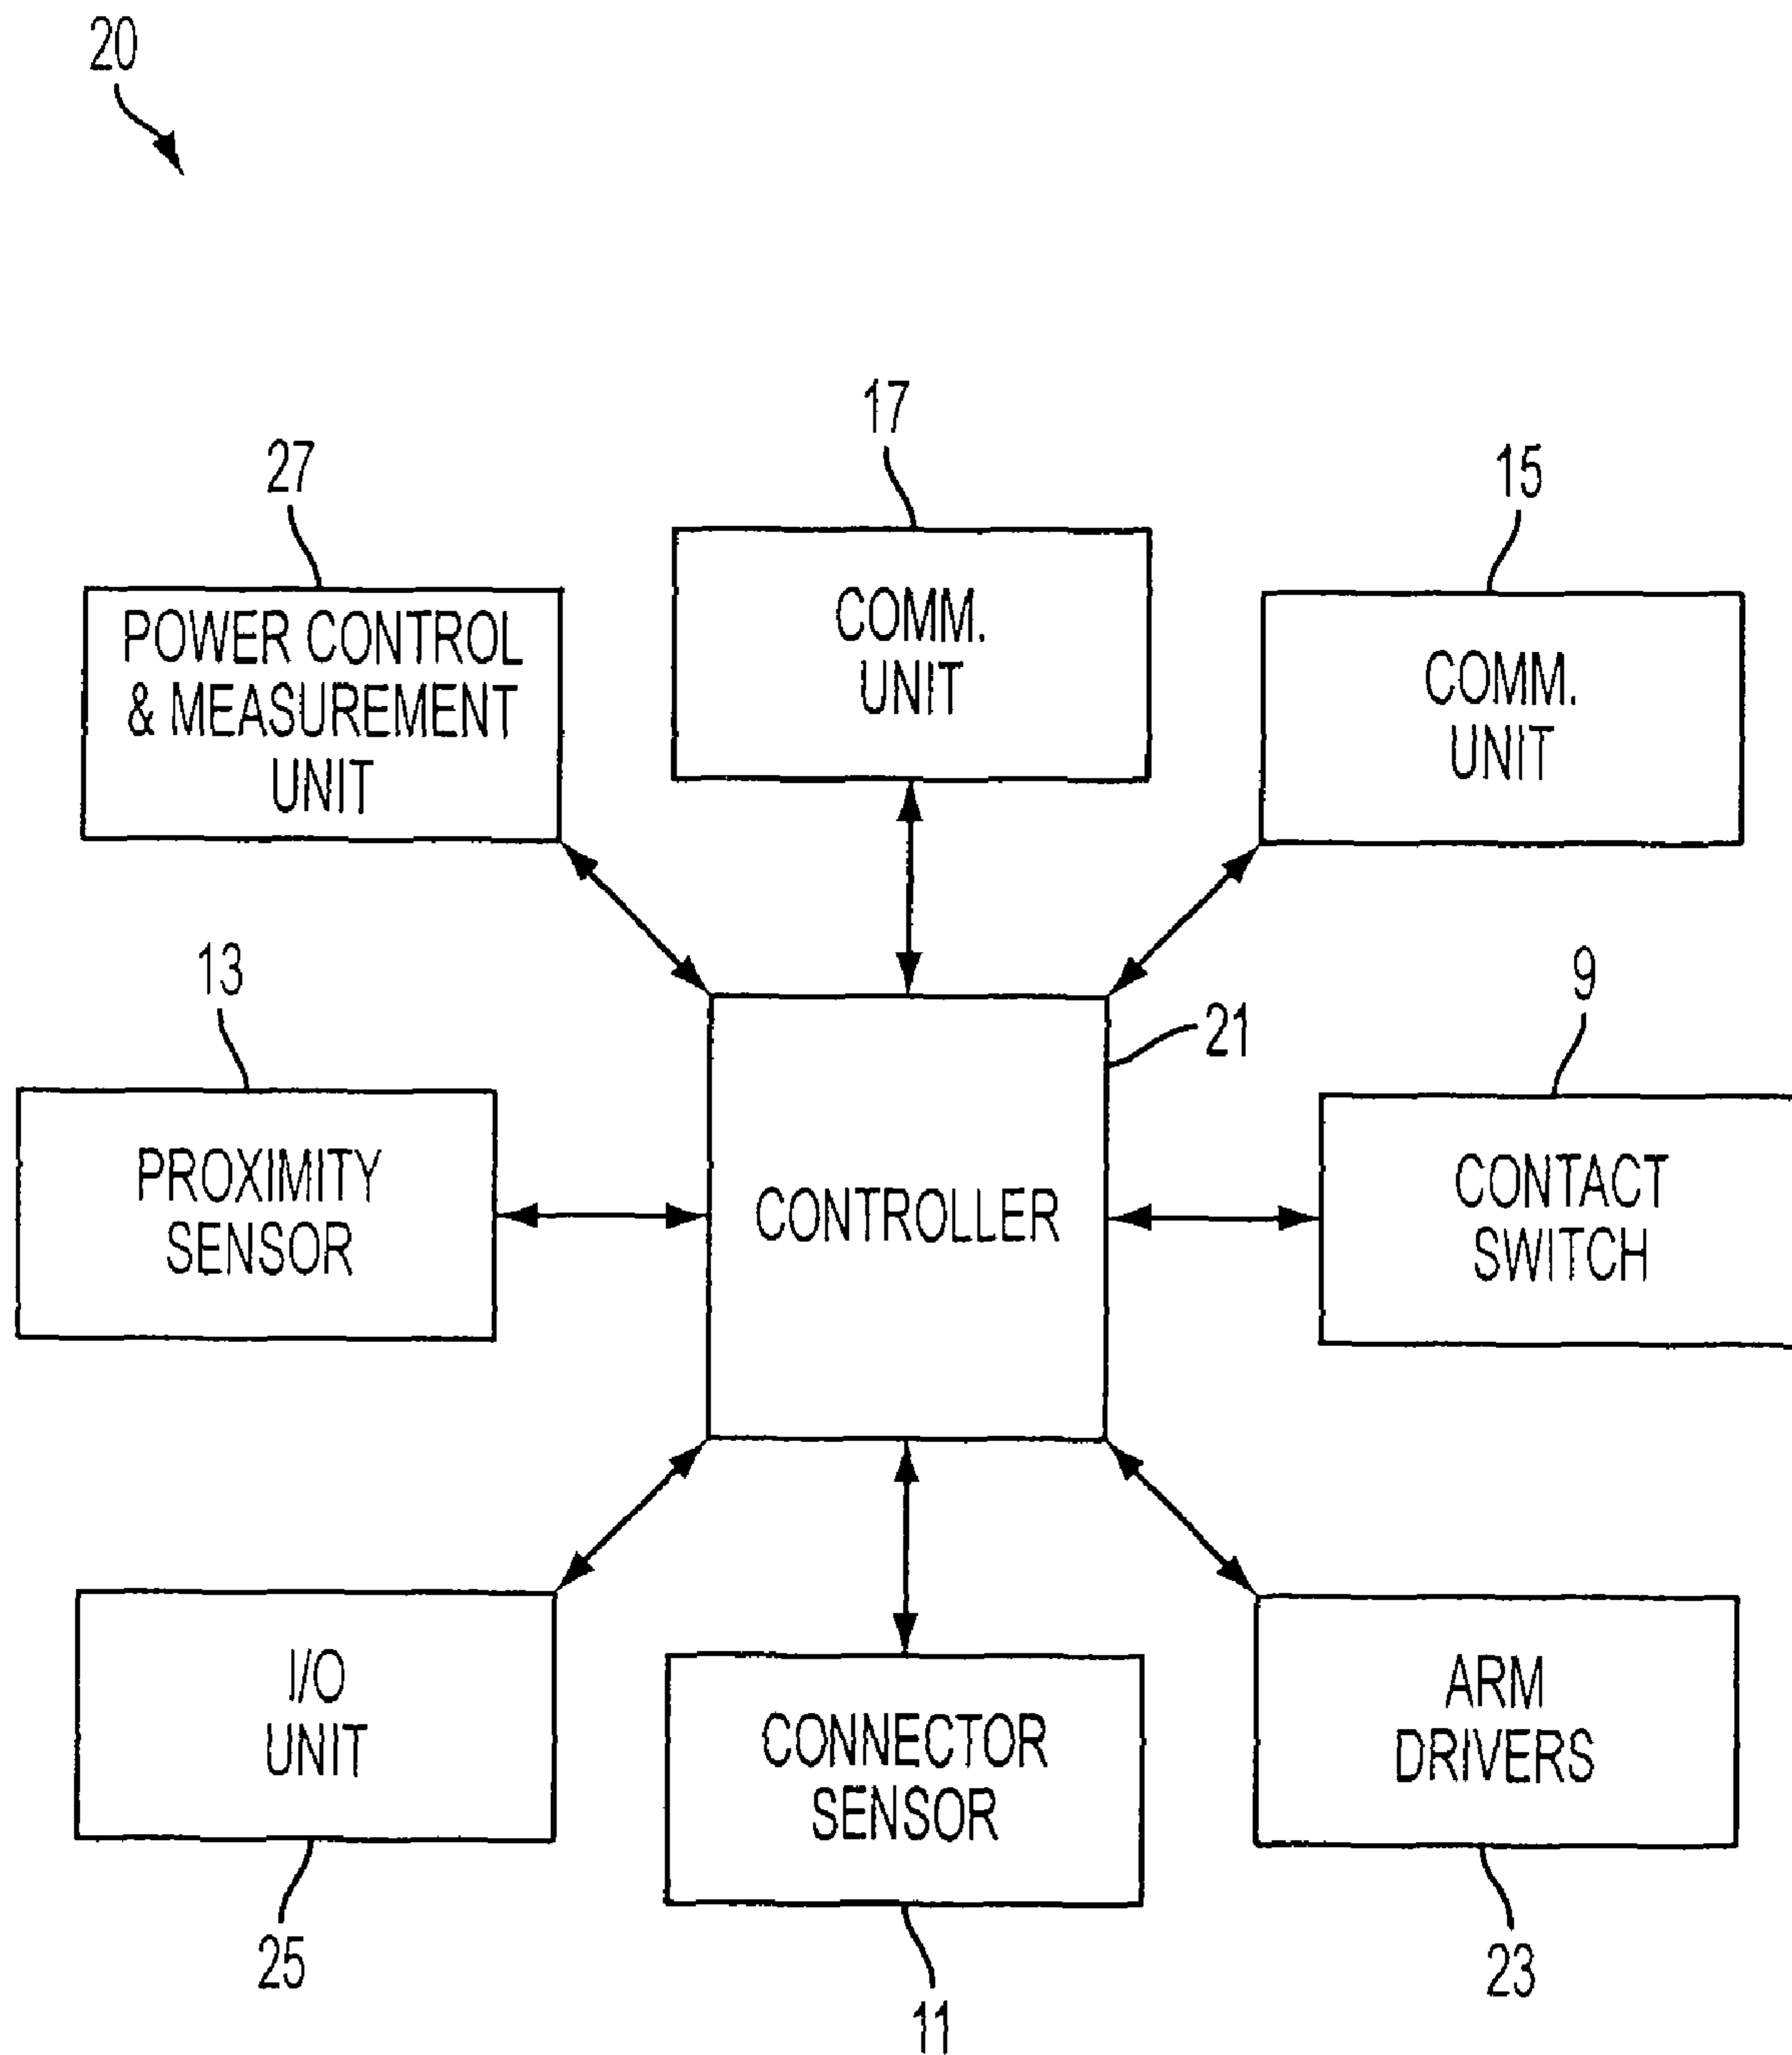 20
17
27
15
POWER CONTROL
& MEASUREMENT
UNIT
COMM.
UNIT
COMM.
UNIT
13
9
21
PROXIMITY
SENSOR
CONTROLLER
CONTACT
SWITCH
I/O
UNIT
CONNECTOR
SENSOR
ARM
DRIVERS
25
11
23